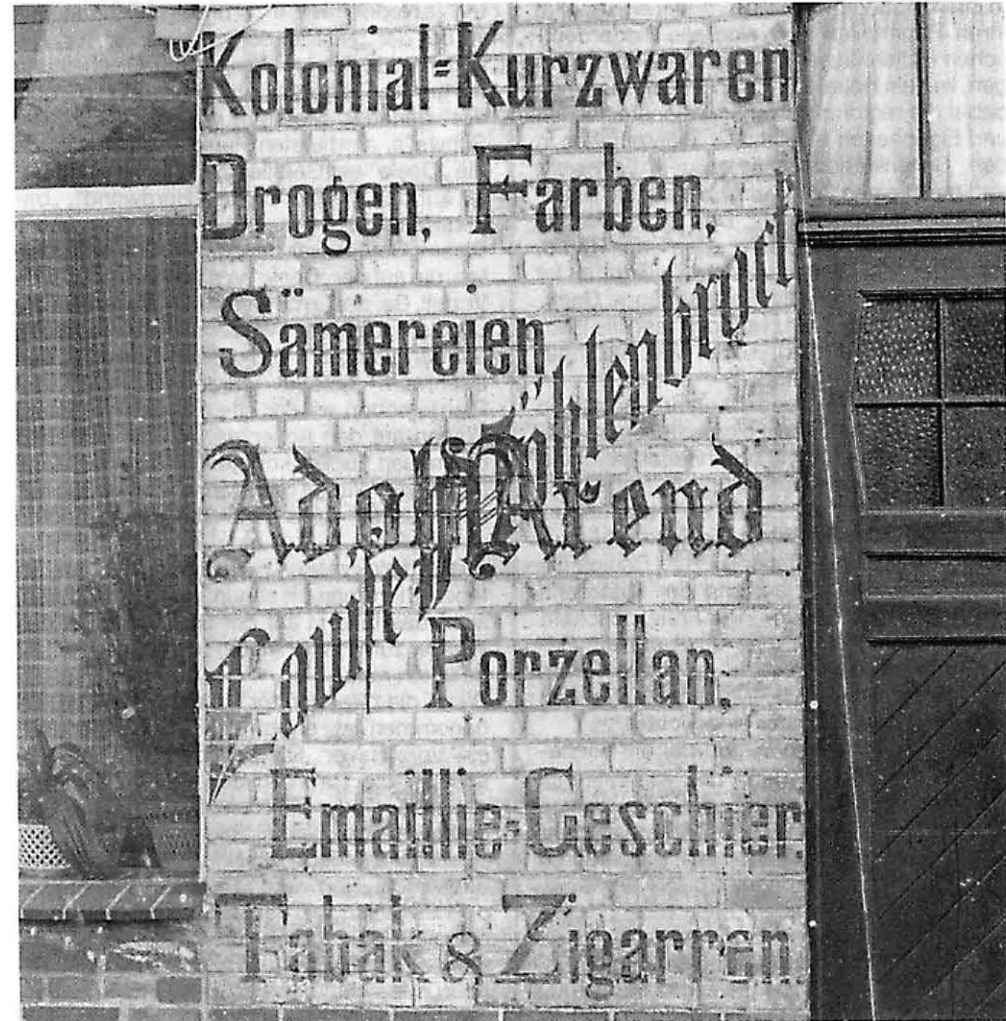 Kolonial=Kurzwaren
Drogen, Farben,
Sämereien
Adolf Arend
Porzellan,
Emaillie=Geschier.
Tabak & Zigarren.